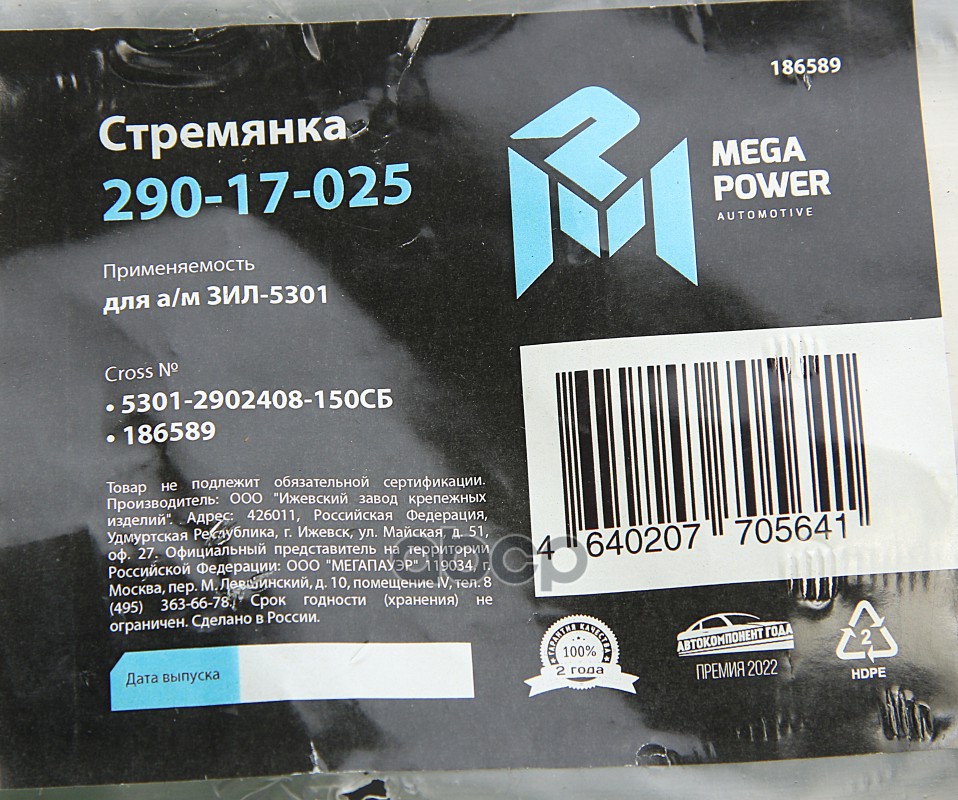 186589
Стремянка
290-17-025
MEGA
POWER
AUTOMOTIVE
Применяемость
для а/м ЗИЛ-5301
Cross №
• 5301-2902408-150СБ
• 186589
Товар не подлежит обязательной сертификации.
Производитель: ООО "Ижевский завод крепежных
изделий". Адрес: 426011, Российская Федерация,
Удмуртская Республика, г. Ижевск, ул. Майская, д. 51,
оф. 27. Официальный представитель на территории
Российской Федерации: ООО "МЕГАПАУЭР" 119034, г.
Москва, пер. М. Левшинский, д. 10, помещение IV, тел. 8
(495) 363-66-78. Срок годности (хранения) не
ограничен. Сделано в России.
Дата выпуска
4 640207 705641
ГАРАНТИЯ КАЧЕСТВА
100%
2 года
АВТОКОМПОНЕНТ ГОДА
ПРЕМИЯ 2022
2
HDPE